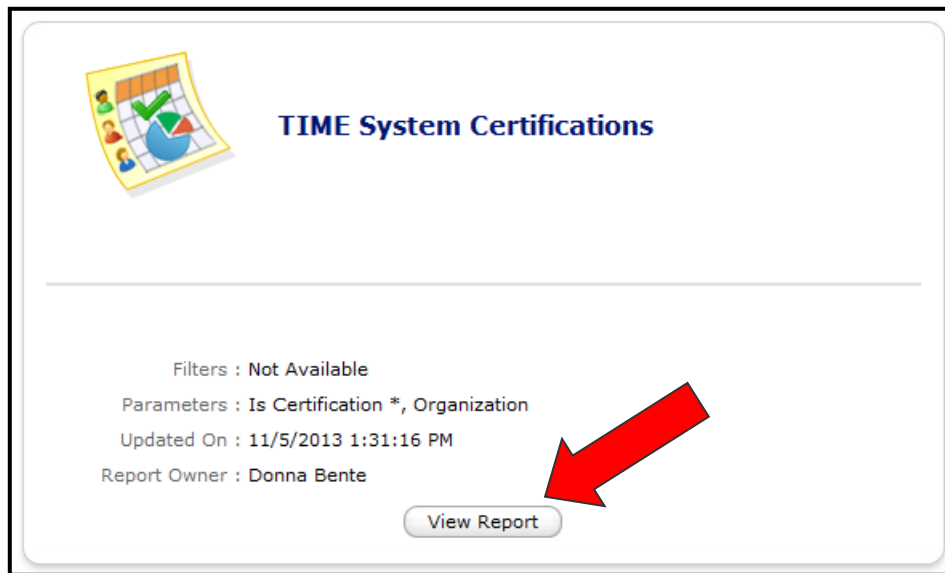 TIME System Certifications
Filters : Not Available
Parameters : Is Certification *, Organization
Updated On : 11/5/2013 1:31:16 PM
Report Owner : Donna Bente
View Report